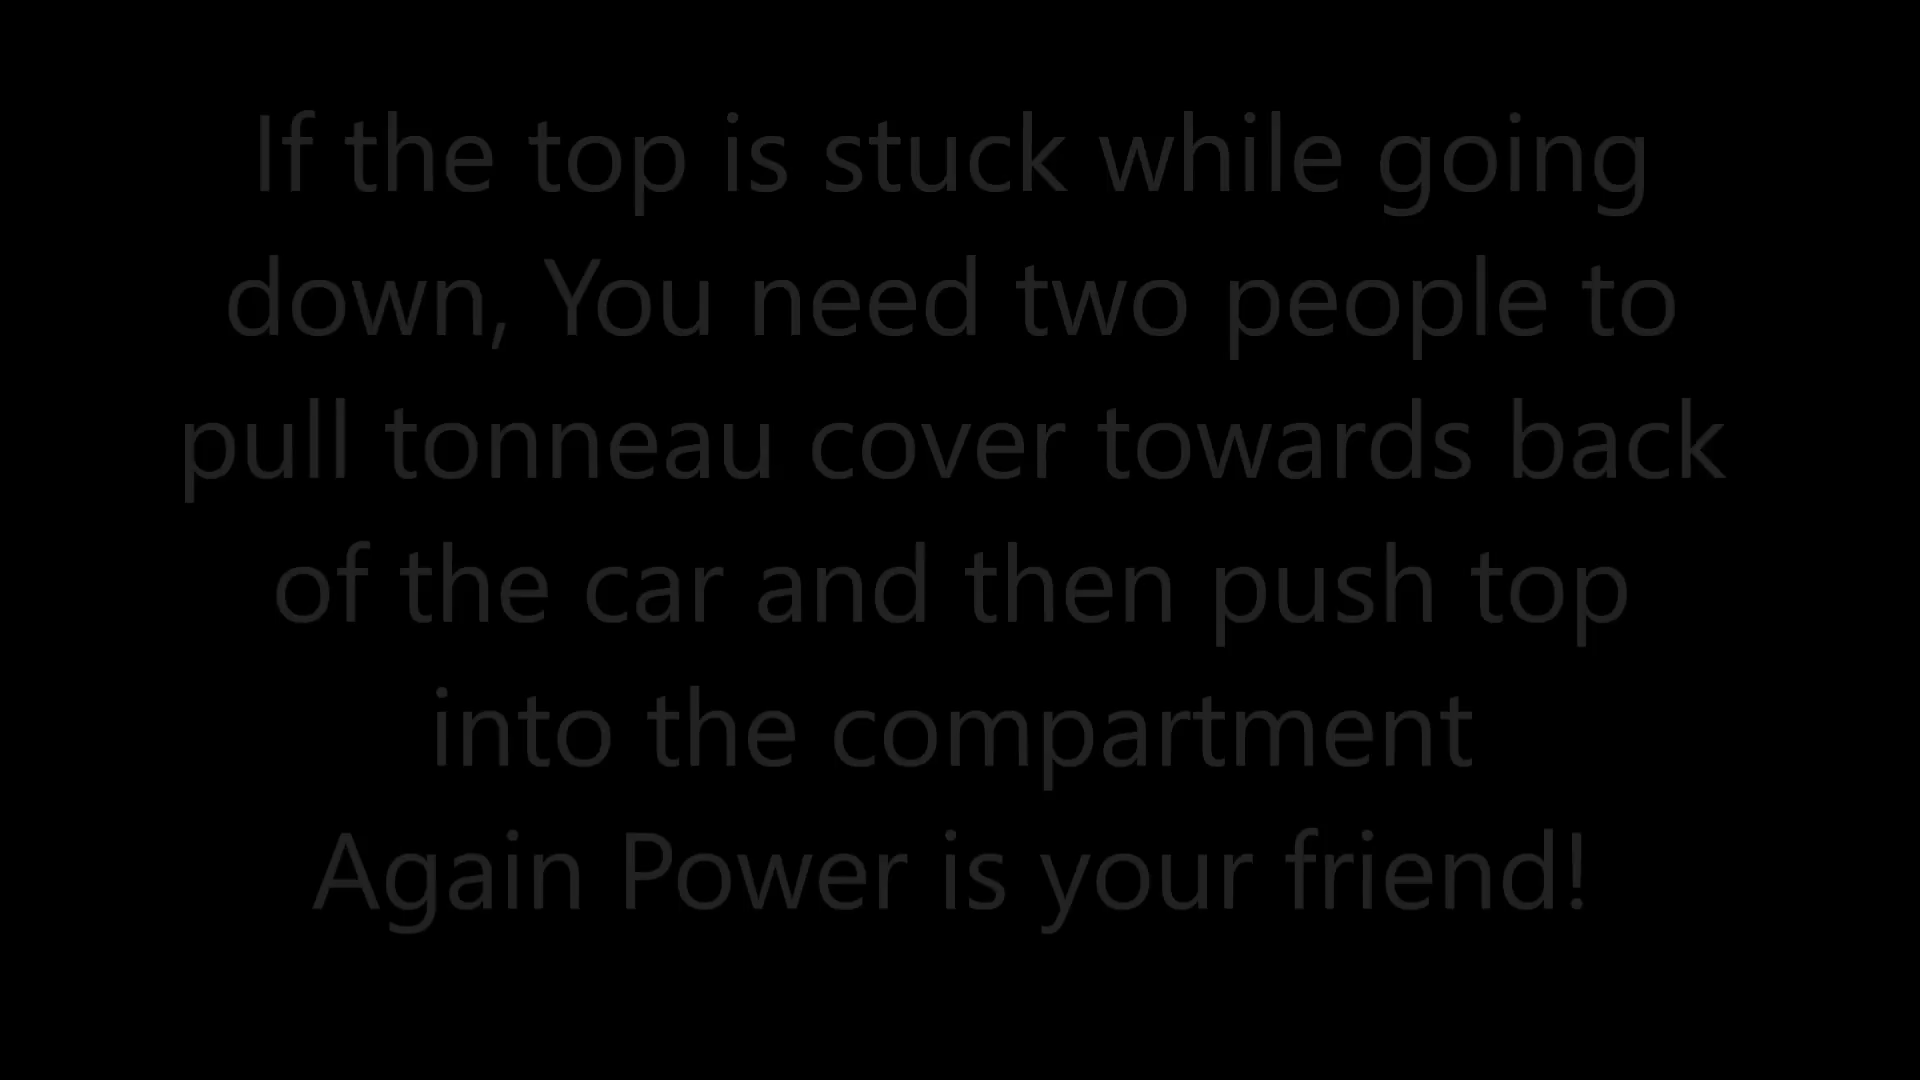 If the top is stuck while going
down, You need two people to
pull tonneau cover towards back
of the car and then push top
into the compartment
Again Power is your friend!